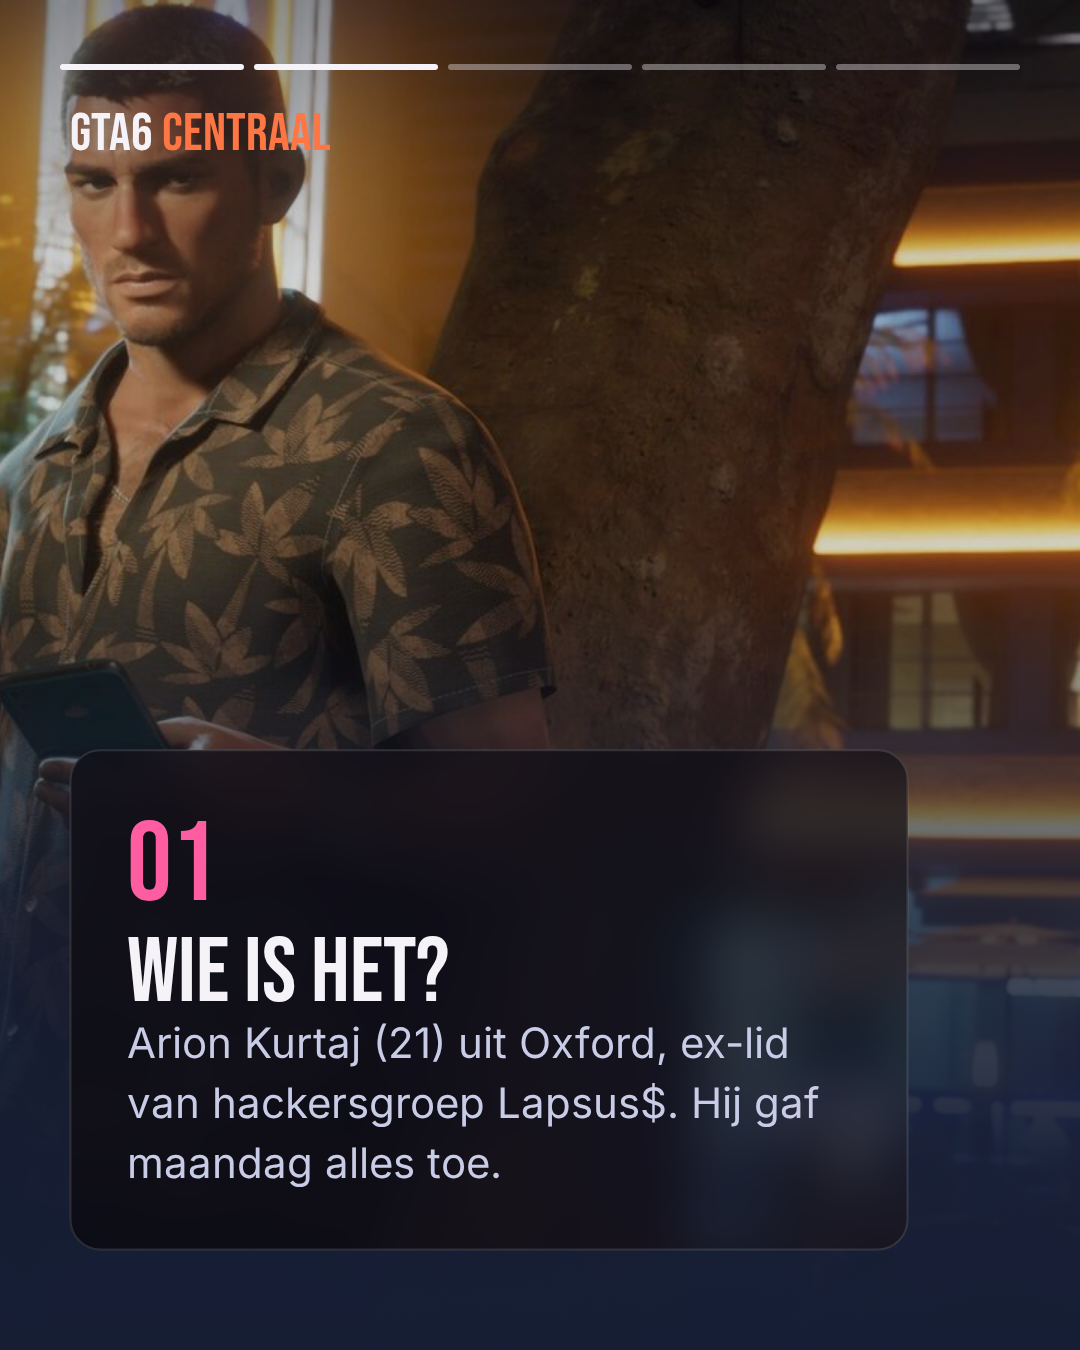 GTA6 CENTRAAL
01
WIE IS HET?
Arion Kurtaj (21) uit Oxford, ex-lid
van hackersgroep Lapsus$. Hij gaf
maandag alles toe.